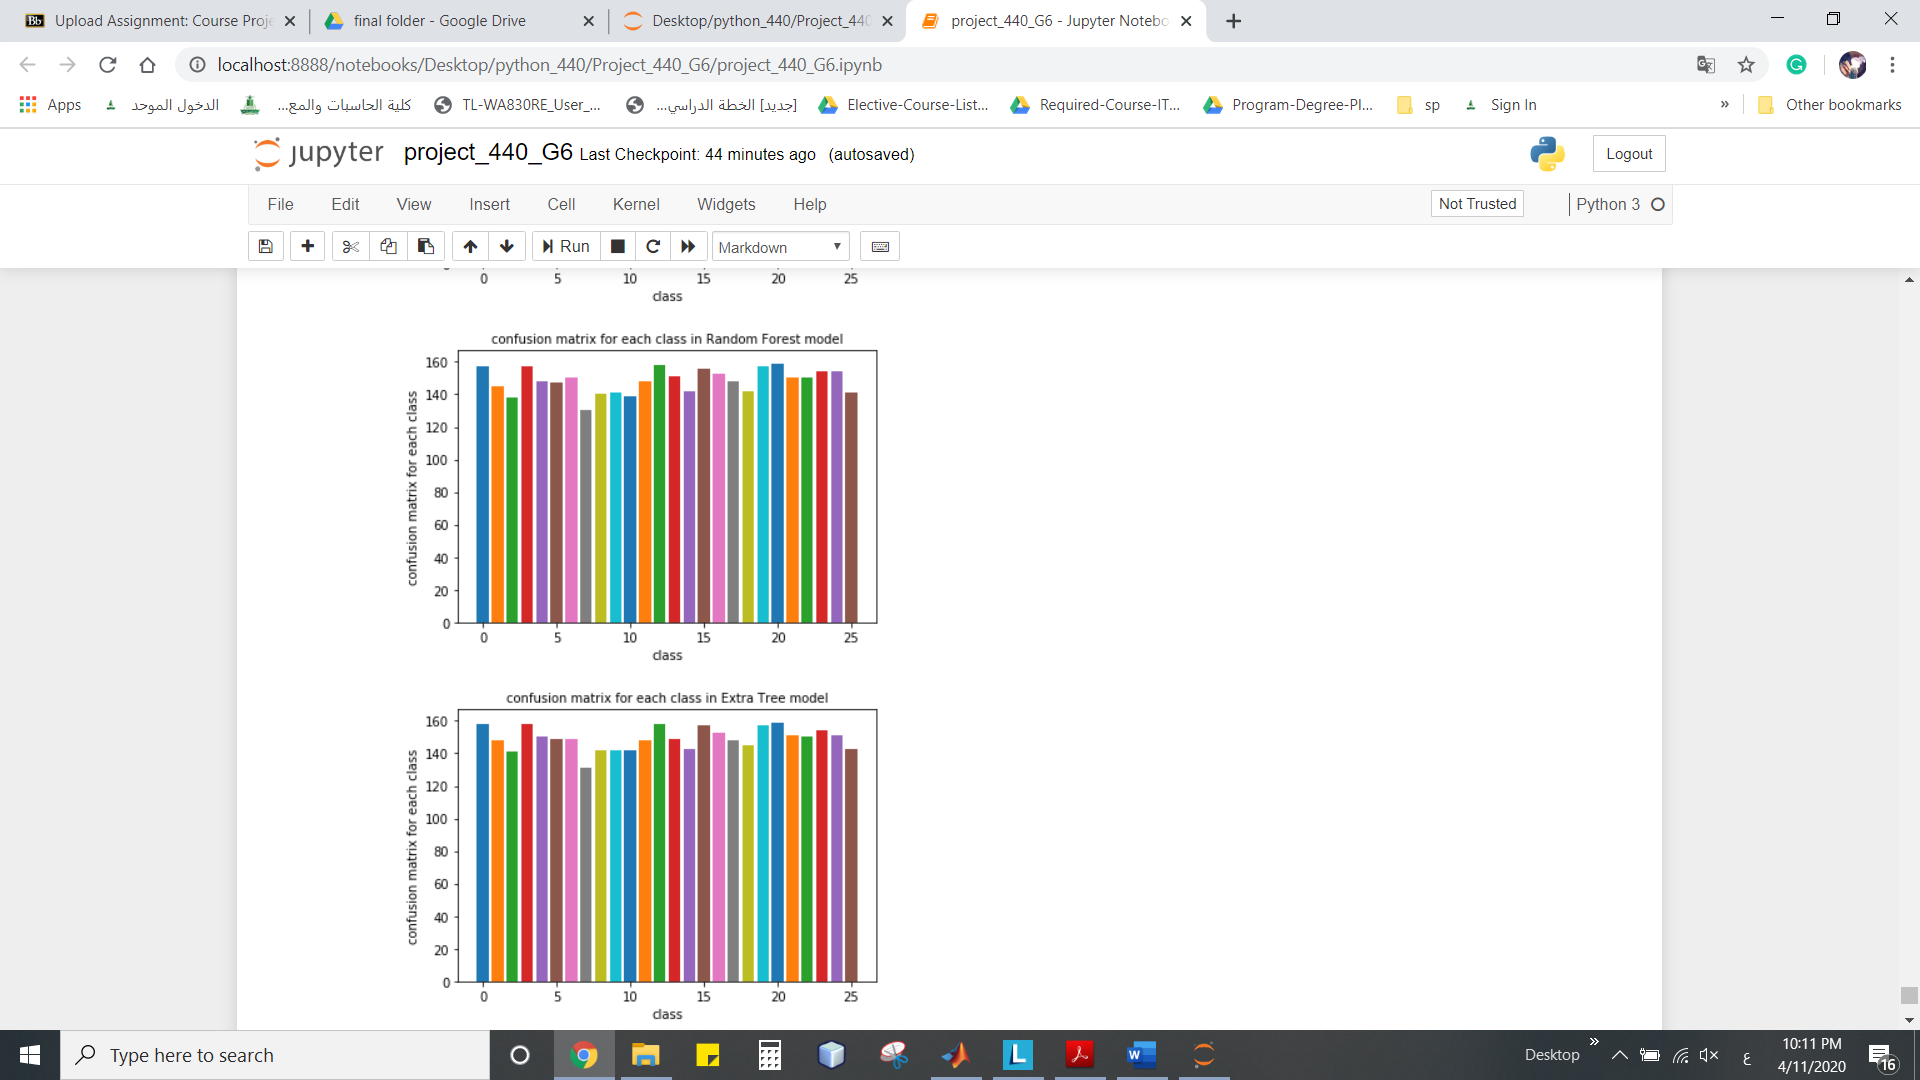 Upload Assignment: Course Proje
final folder - Google Drive
Desktop/python_440/Project_440
project_440_G6 - Jupyter Notebo
localhost:8888/notebooks/Desktop/python_440/Project_440_G6/project_440_G6.ipynb
Apps
الدخول الموحد
كلية الحاسبات والمع...
TL-WA830RE_User_...
[جديد] الخطة الدراسي...
Elective-Course-List...
Required-Course-IT...
Program-Degree-Pl...
sp
Sign In
»
Other bookmarks
jupyter
project_440_G6 Last Checkpoint: 44 minutes ago (autosaved)
Logout
File Edit View Insert Cell Kernel Widgets Help
Not Trusted
Python 3
Run
Markdown
0 5 10 15 20 25
class
confusion matrix for each class in Random Forest model
confusion matrix for each class
160
140
120
100
80
60
40
20
0
0 5 10 15 20 25
class
confusion matrix for each class in Extra Tree model
confusion matrix for each class
160
140
120
100
80
60
40
20
0
0 5 10 15 20 25
class
Type here to search
Desktop
»
ع
10:11 PM
4/11/2020
16